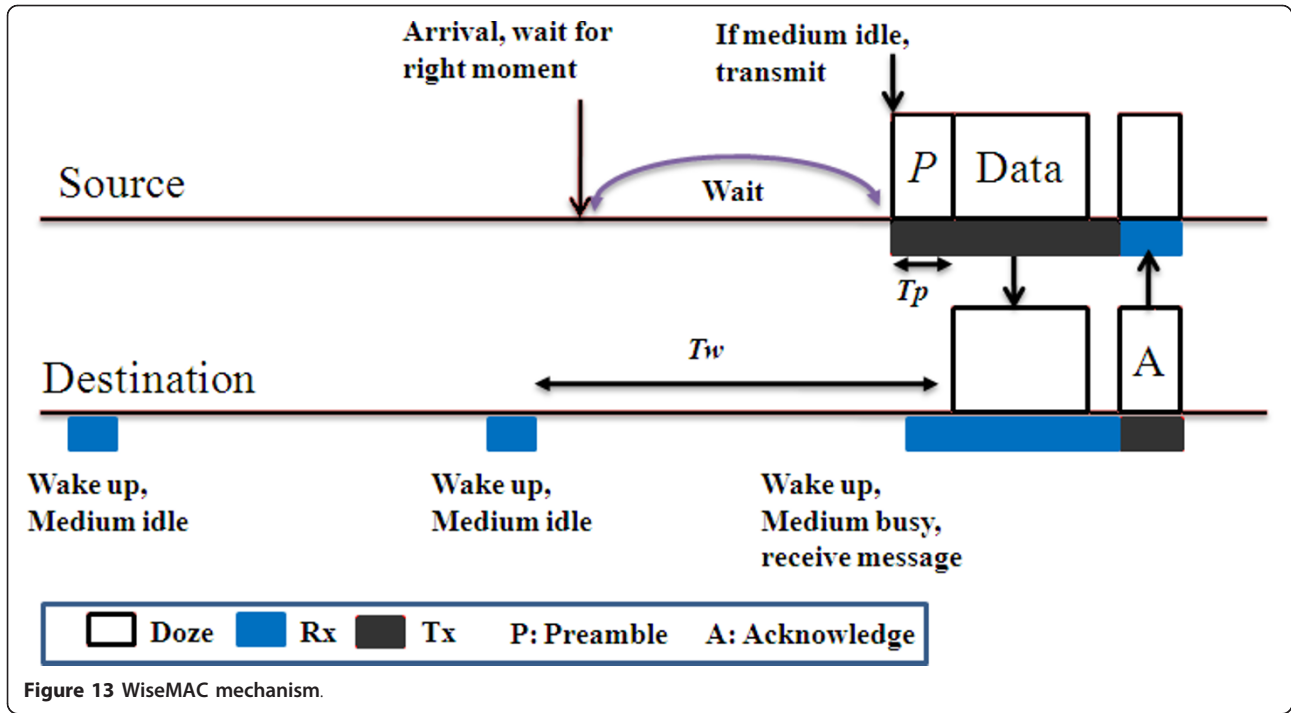 Arrival, wait for
right moment
If medium idle,
transmit
Source
Wait
P
Data
Tp
Tw
Destination
A
Wake up,
Medium idle
Wake up,
Medium idle
Wake up,
Medium busy,
receive message
Doze Rx Tx P: Preamble A: Acknowledge
Figure 13 WiseMAC mechanism.